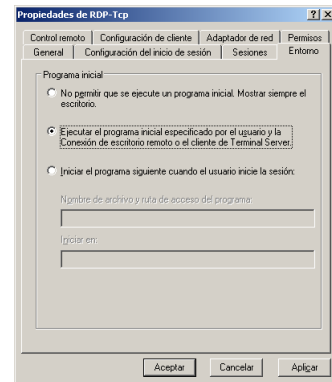 Propiedades de RDP-Tcp
Control remoto Configuración de cliente Adaptador de red Permisos
General Configuración del inicio de sesión Sesiones Entorno
Programa inicial
No permitir que se ejecute un programa inicial. Mostrar siempre el
escritorio.
Ejecutar el programa inicial especificado por el usuario y la
Conexión de escritorio remoto o el cliente de Terminal Server.
Iniciar el programa siguiente cuando el usuario inicie la sesión:
Nombre de archivo y ruta de acceso del programa:
Iniciar en:
Aceptar Cancelar Aplicar